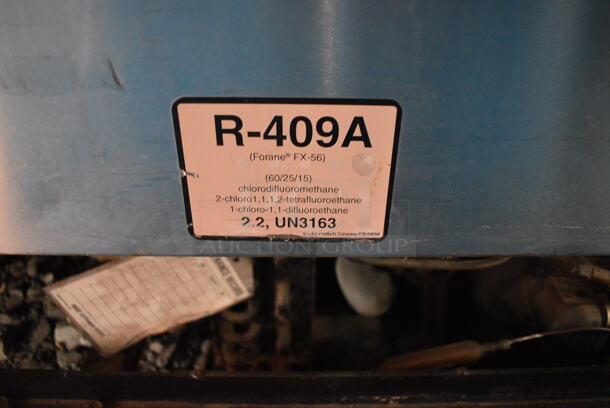 R-409A
(Forane® FX-56)
(60/25/15)
chlorodifluoromethane
2-chloro1,1,1,2-tetrafluoroethane
1-chloro-1,1-difluoroethane
2.2, UN3163
AUCTION GROUP